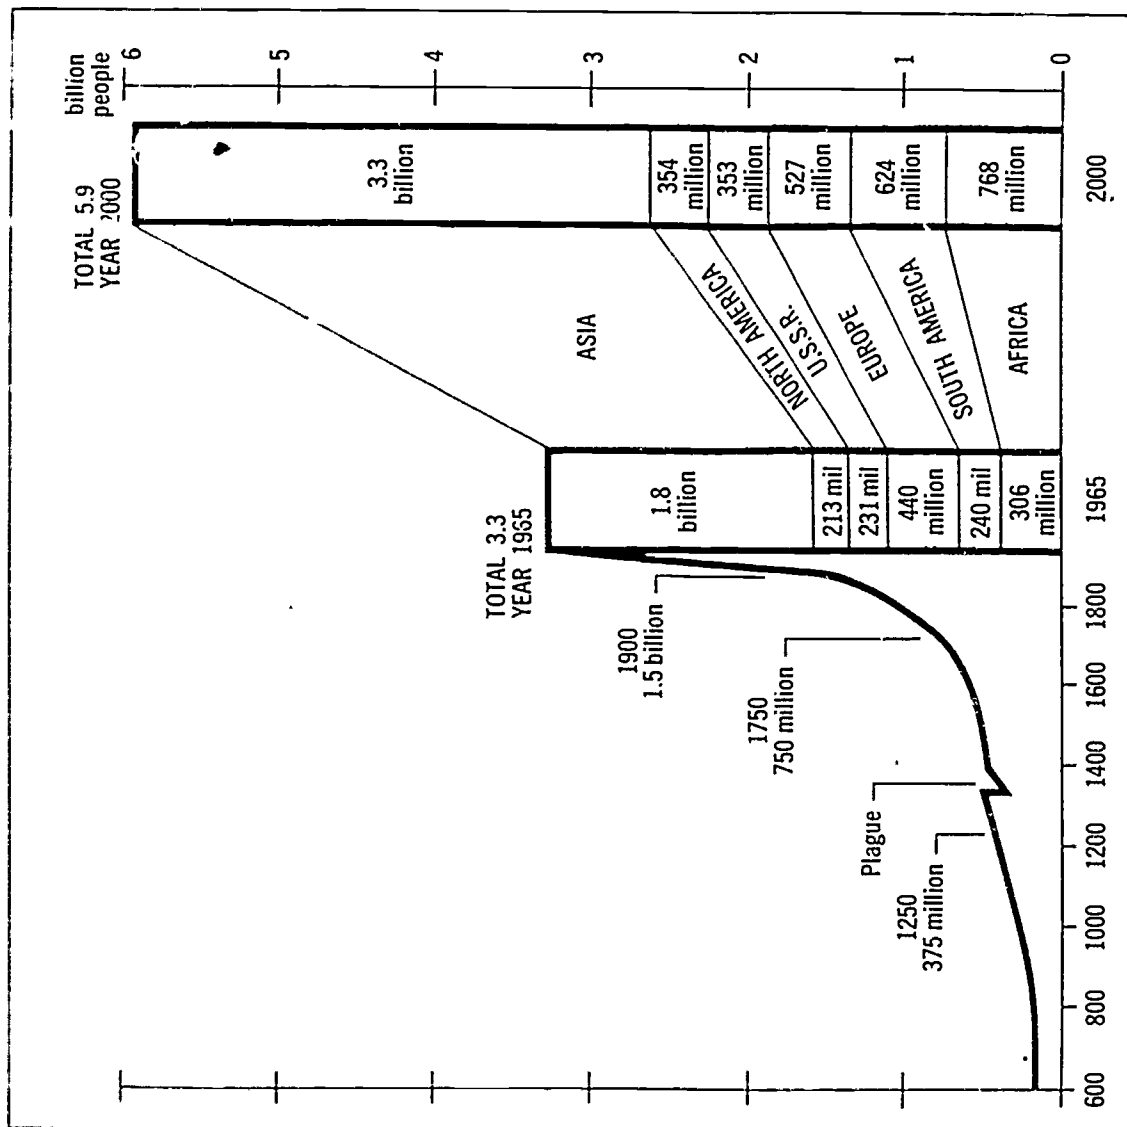 billion
people
TOTAL 5.9
YEAR 2000
6
5
4
3
2
1
0
3.3
billion
354
million
353
million
527
million
624
million
768
million
TOTAL 3.3
YEAR 1965
ASIA
NORTH AMERICA
U.S.S.R.
EUROPE
SOUTH AMERICA
AFRICA
1.8
billion
213 mil
231 mil
440
million
240 mil
306
million
1900
1.5 billion
1750
750 million
Plague
1250
375 million
600
800
1000
1200
1400
1600
1800
1965
2000